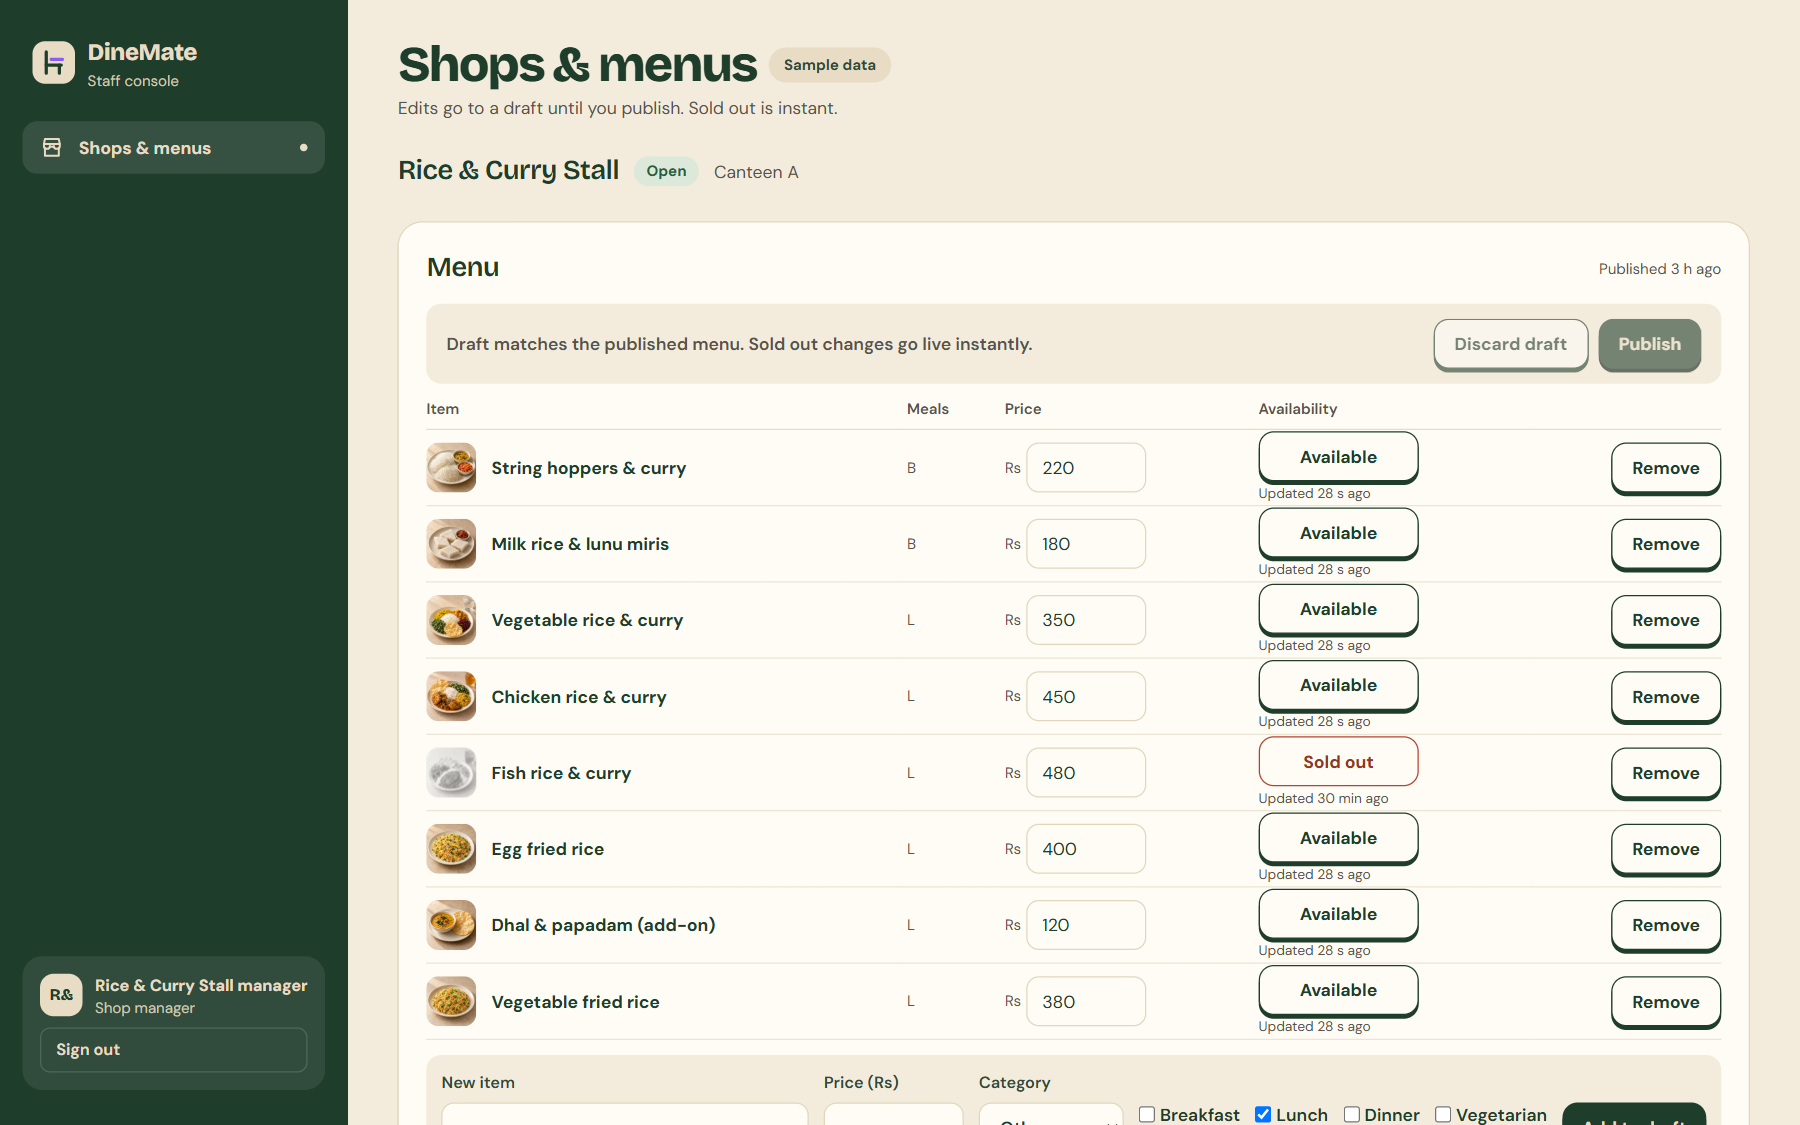 DineMate
Staff console
Shops & menus
Shops & menus Sample data
Edits go to a draft until you publish. Sold out is instant.
Rice & Curry Stall Open Canteen A
Menu Published 3 h ago
Draft matches the published menu. Sold out changes go live instantly. Discard draft Publish
Item Meals Price Availability
String hoppers & curry B Rs 220 Available Remove
Updated 28 s ago
Milk rice & lunu miris B Rs 180 Available Remove
Updated 28 s ago
Vegetable rice & curry L Rs 350 Available Remove
Updated 28 s ago
Chicken rice & curry L Rs 450 Available Remove
Updated 28 s ago
Fish rice & curry L Rs 480 Sold out Remove
Updated 30 min ago
Egg fried rice L Rs 400 Available Remove
Updated 28 s ago
Dhal & papadam (add-on) L Rs 120 Available Remove
Updated 28 s ago
Vegetable fried rice L Rs 380 Available Remove
Updated 28 s ago
New item Price (Rs) Category
Breakfast Lunch Dinner Vegetarian
R& Rice & Curry Stall manager
Shop manager
Sign out